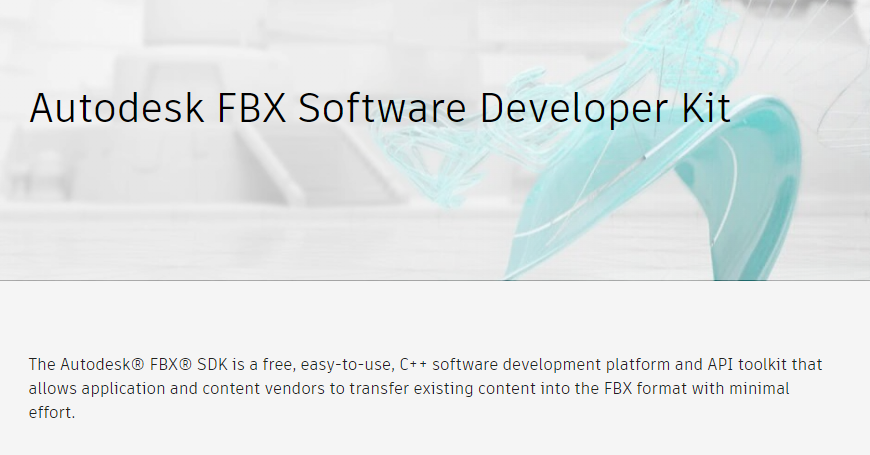 Autodesk FBX Software Developer Kit
The Autodesk® FBX® SDK is a free, easy-to-use, C++ software development platform and API toolkit that
allows application and content vendors to transfer existing content into the FBX format with minimal
effort.